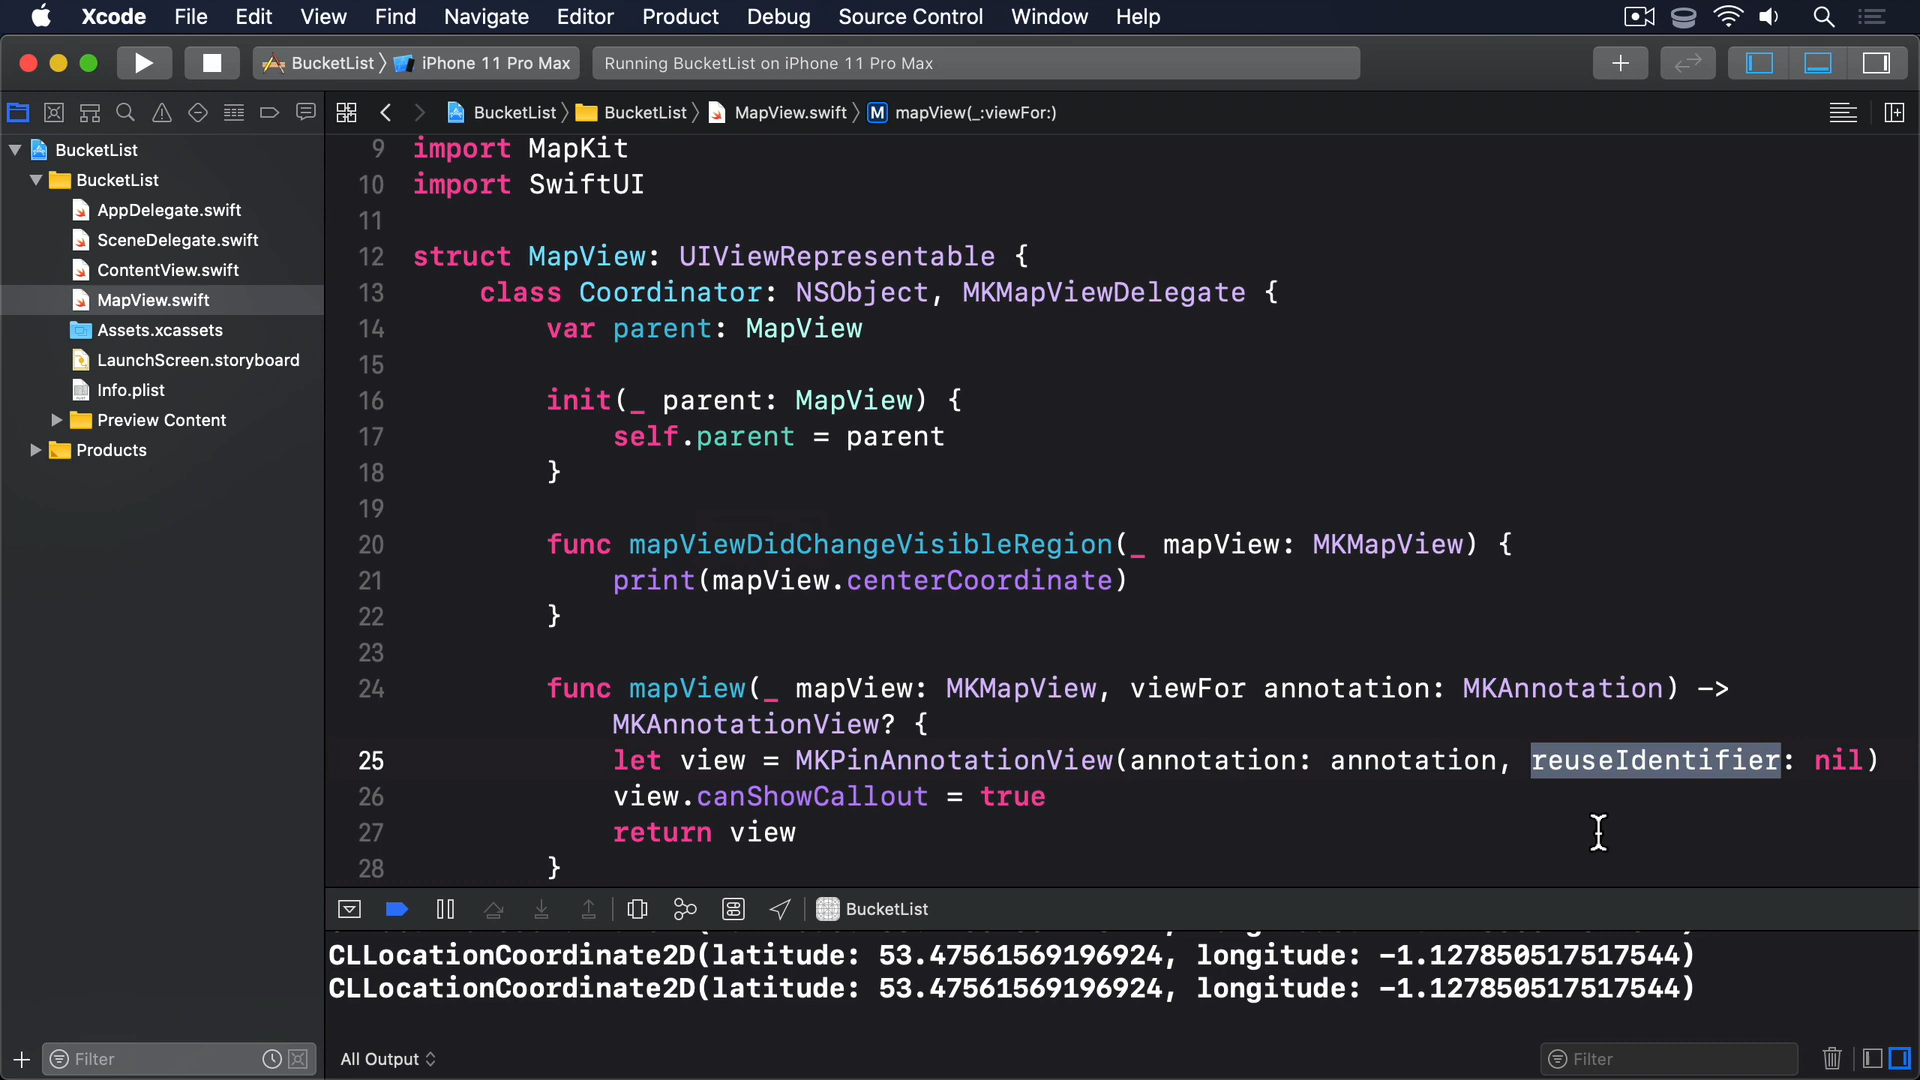 Xcode File Edit View Find Navigate Editor Product Debug Source Control Window Help
BucketList iPhone 11 Pro Max Running BucketList on iPhone 11 Pro Max
BucketList BucketList MapView.swift M mapView(_:viewFor:)
BucketList
BucketList
AppDelegate.swift
SceneDelegate.swift
ContentView.swift
MapView.swift
Assets.xcassets
LaunchScreen.storyboard
Info.plist
Preview Content
Products
9 import MapKit
10 import SwiftUI
11
12 struct MapView: UIViewRepresentable {
13 class Coordinator: NSObject, MKMapViewDelegate {
14 var parent: MapView
15
16 init(_ parent: MapView) {
17 self.parent = parent
18 }
19
20 func mapViewDidChangeVisibleRegion(_ mapView: MKMapView) {
21 print(mapView.centerCoordinate)
22 }
23
24 func mapView(_ mapView: MKMapView, viewFor annotation: MKAnnotation) ->
MKAnnotationView? {
25 let view = MKPinAnnotationView(annotation: annotation, reuseIdentifier: nil)
26 view.canShowCallout = true
27 return view
28 }
BucketList
CLLocationCoordinate2D(latitude: 53.47561569196924, longitude: -1.127850517517544)
CLLocationCoordinate2D(latitude: 53.47561569196924, longitude: -1.127850517517544)
Filter All Output Filter